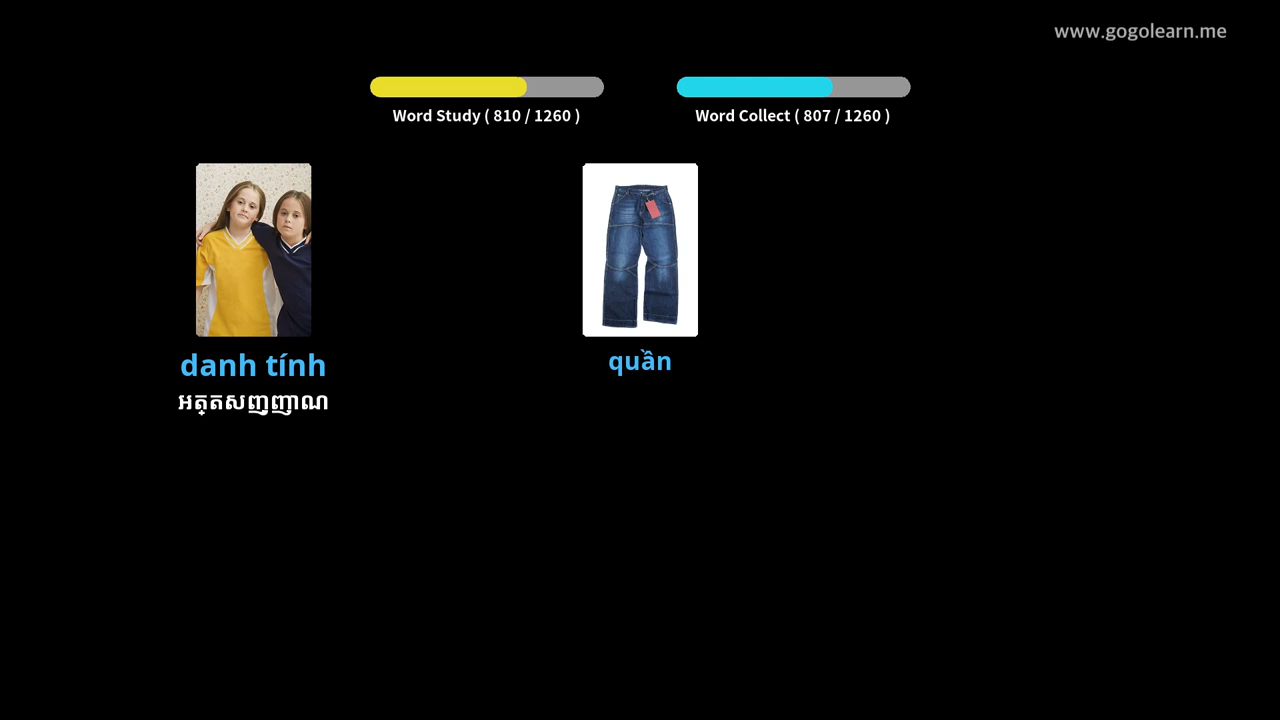 www.gogolearn.me
Word Study ( 810 / 1260 )
Word Collect ( 807 / 1260 )
danh tính
អត្តសញ្ញាណ
quần